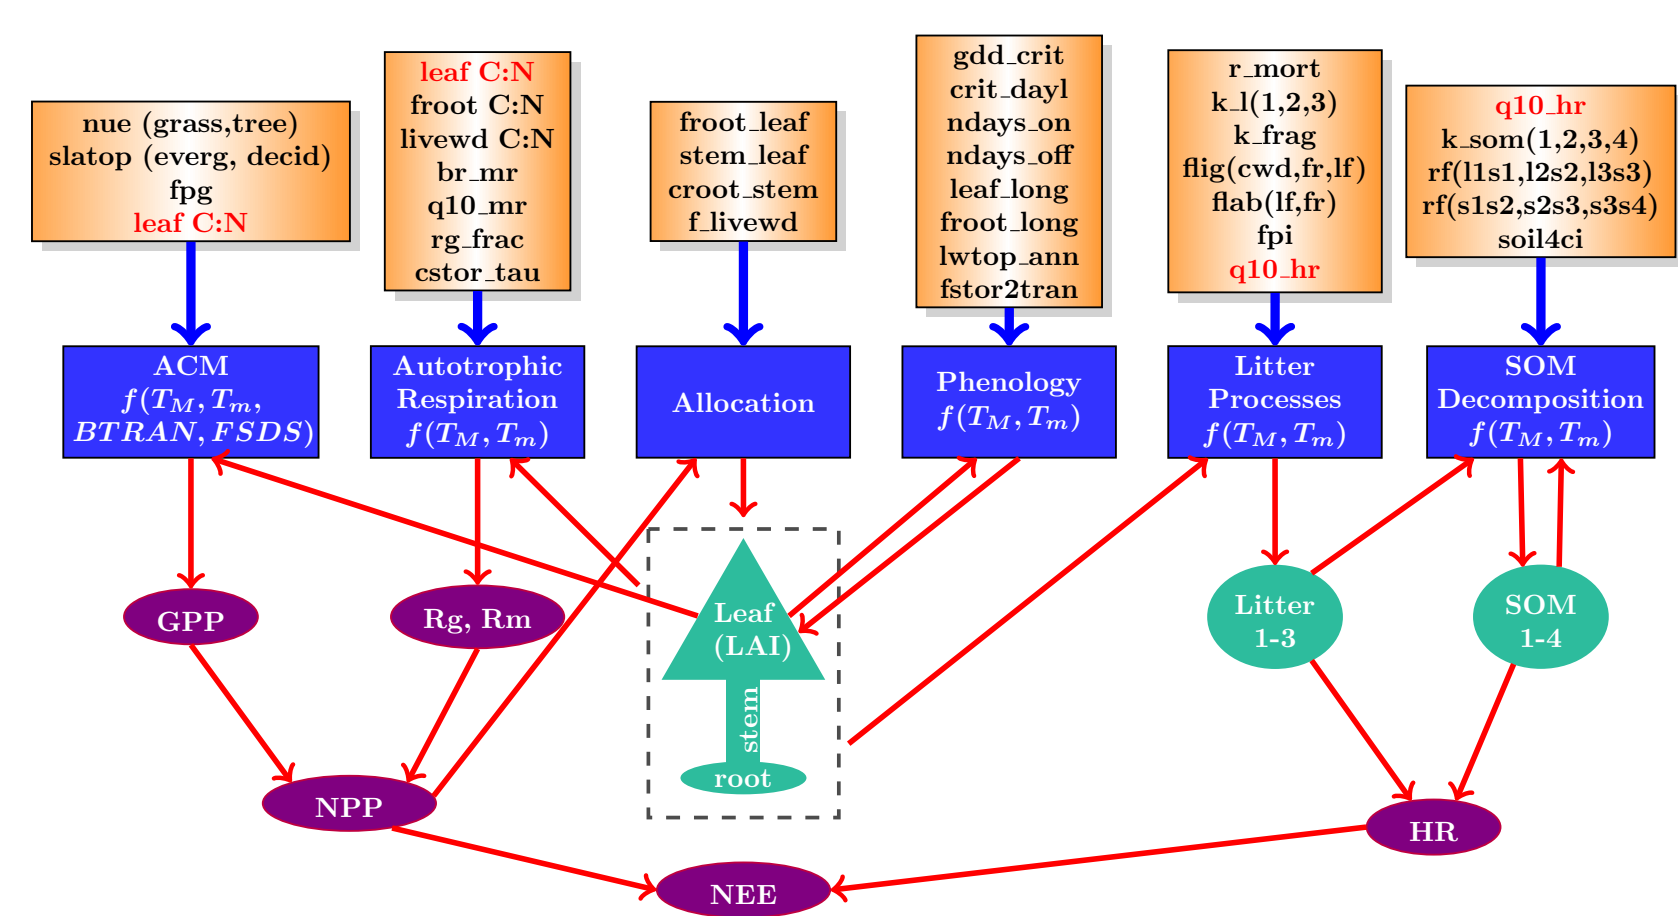 nue (grass,tree)
slatop (everg, decid)
fpg
leaf C:N
leaf C:N
froot C:N
livewd C:N
br_mr
q10_mr
rg_frac
cstor_tau
froot_leaf
stem_leaf
croot_stem
f_livewd
gdd_crit
crit_dayl
ndays_on
ndays_off
leaf_long
froot_long
lwtop_ann
fstor2tran
r_mort
k_l(1,2,3)
k_frag
flig(cwd,fr,lf)
flab(lf,fr)
fpi
q10_hr
q10_hr
k_som(1,2,3,4)
rf(l1s1,l2s2,l3s3)
rf(s1s2,s2s3,s3s4)
soil4ci
ACM
f(T_M, T_m,
BTRAN, FSDS)
Autotrophic
Respiration
f(T_M, T_m)
Allocation
Phenology
f(T_M, T_m)
Litter
Processes
f(T_M, T_m)
SOM
Decomposition
f(T_M, T_m)
GPP
Rg, Rm
Leaf
(LAI)
stem
root
Litter
1-3
SOM
1-4
NPP
HR
NEE